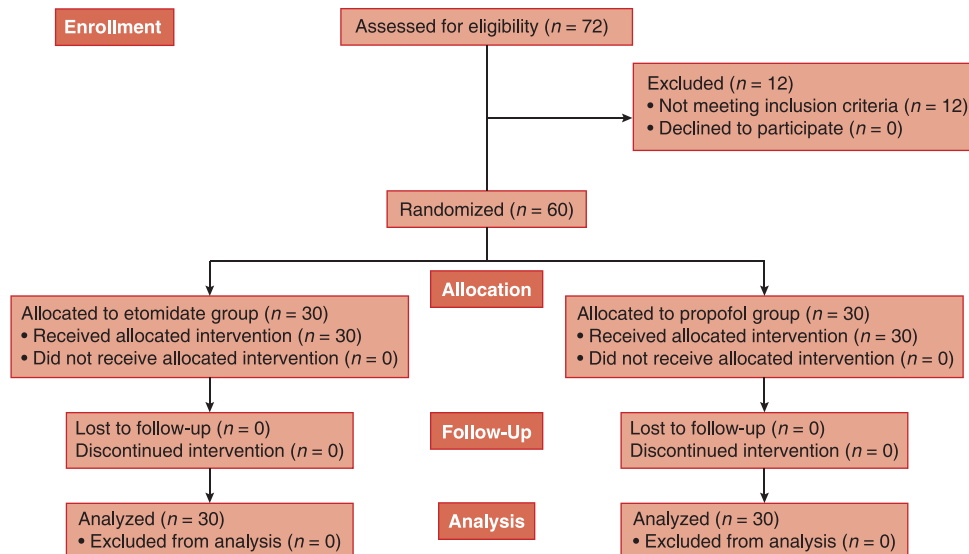 Enrollment
Assessed for eligibility (n = 72)
Excluded (n = 12)
• Not meeting inclusion criteria (n = 12)
• Declined to participate (n = 0)
Randomized (n = 60)
Allocation
Allocated to etomidate group (n = 30)
• Received allocated intervention (n = 30)
• Did not receive allocated intervention (n = 0)
Allocated to propofol group (n = 30)
• Received allocated intervention (n = 30)
• Did not receive allocated intervention (n = 0)
Follow-Up
Lost to follow-up (n = 0)
Discontinued intervention (n = 0)
Lost to follow-up (n = 0)
Discontinued intervention (n = 0)
Analysis
Analyzed (n = 30)
• Excluded from analysis (n = 0)
Analyzed (n = 30)
• Excluded from analysis (n = 0)